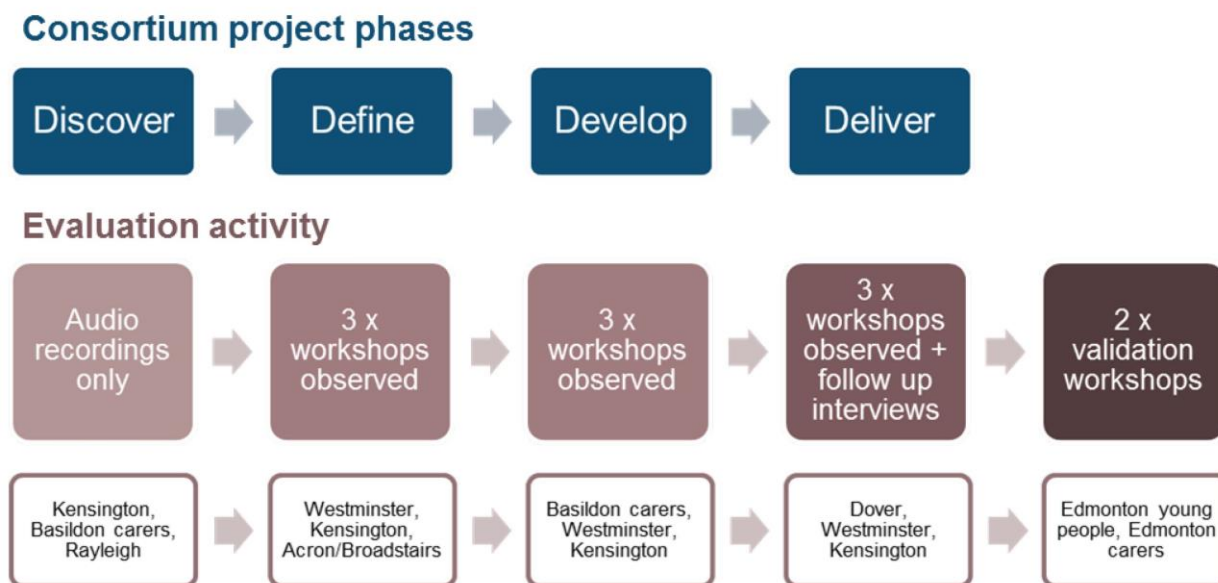 Consortium project phases
Discover
Define
Develop
Deliver
Evaluation activity
Audio
recordings
only
3 x
workshops
observed
3 x
workshops
observed
3 x
workshops
observed +
follow up
interviews
2 x
validation
workshops
Kensington,
Basildon carers,
Rayleigh
Westminster,
Kensington,
Acron/Broadstairs
Basildon carers,
Westminster,
Kensington
Dover,
Westminster,
Kensington
Edmonton young
people, Edmonton
carers